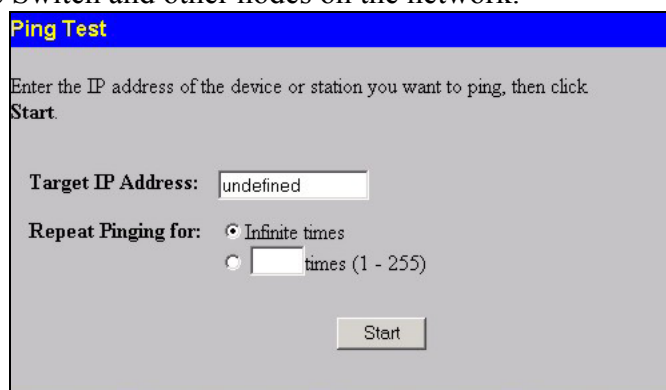 Switch and other nodes on the network.
Ping Test
Enter the IP address of the device or station you want to ping, then click
Start.
Target IP Address: undefined
Repeat Pinging for: Infinite times
times (1 - 255)
Start